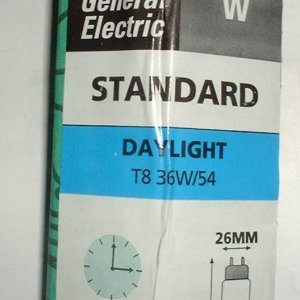 General
Electric
W
STANDARD
DAYLIGHT
T8 36W/54
26MM